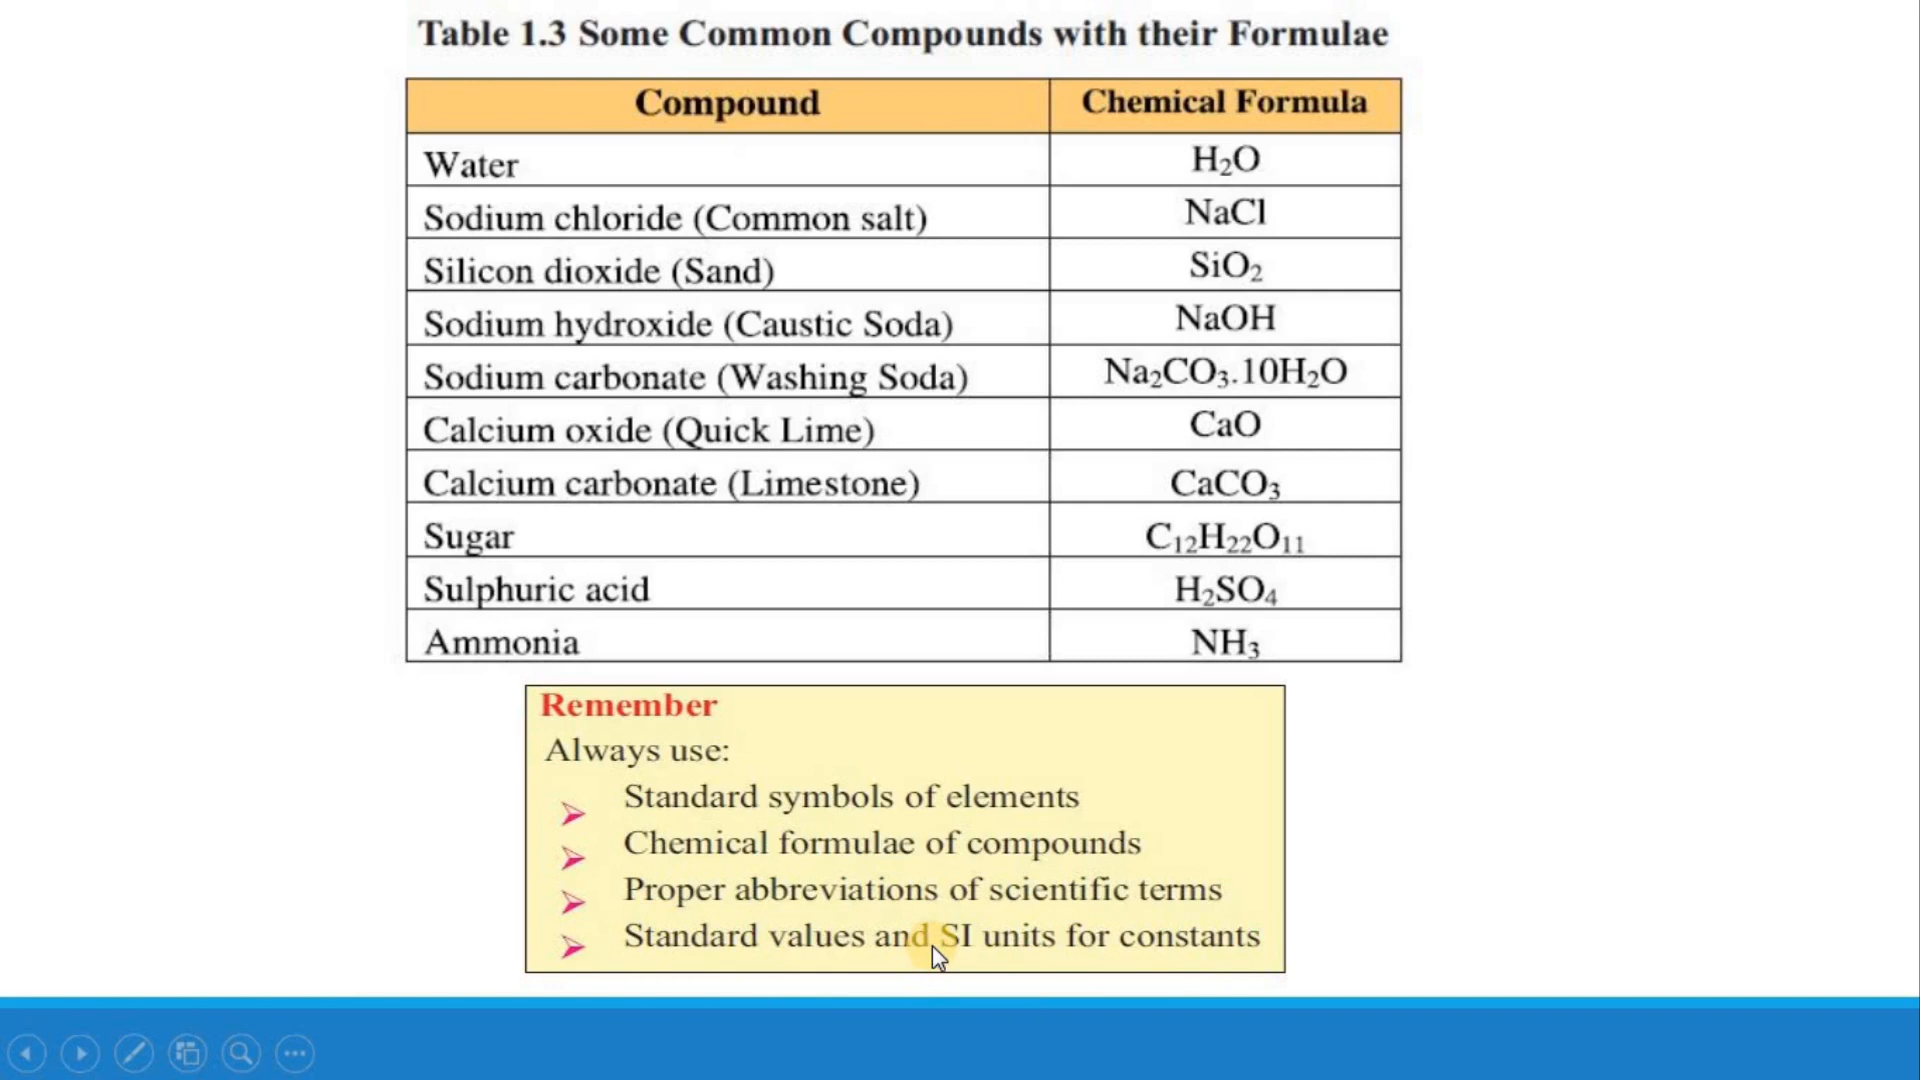 Table 1.3 Some Common Compounds with their Formulae
Compound Chemical Formula
Water H₂O
Sodium chloride (Common salt) NaCl
Silicon dioxide (Sand) SiO₂
Sodium hydroxide (Caustic Soda) NaOH
Sodium carbonate (Washing Soda) Na₂CO₃.10H₂O
Calcium oxide (Quick Lime) CaO
Calcium carbonate (Limestone) CaCO₃
Sugar C₁₂H₂₂O₁₁
Sulphuric acid H₂SO₄
Ammonia NH₃
Remember
Always use:
Standard symbols of elements
Chemical formulae of compounds
Proper abbreviations of scientific terms
Standard values and SI units for constants